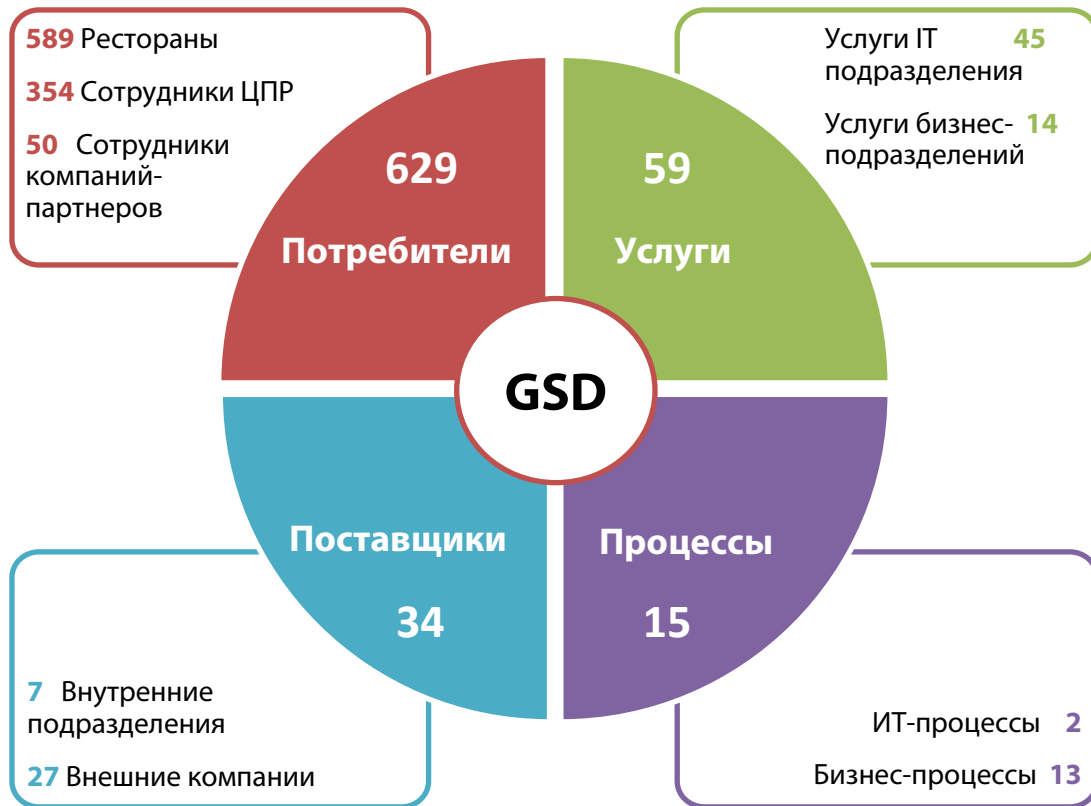 589 Рестораны
354 Сотрудники ЦПР
50 Сотрудники
компаний-
партнеров
Услуги IT 45
подразделения
Услуги бизнес- 14
подразделений
629
Потребители
59
Услуги
GSD
Поставщики
34
Процессы
15
7 Внутренние
подразделения
27 Внешние компании
ИТ-процессы 2
Бизнес-процессы 13